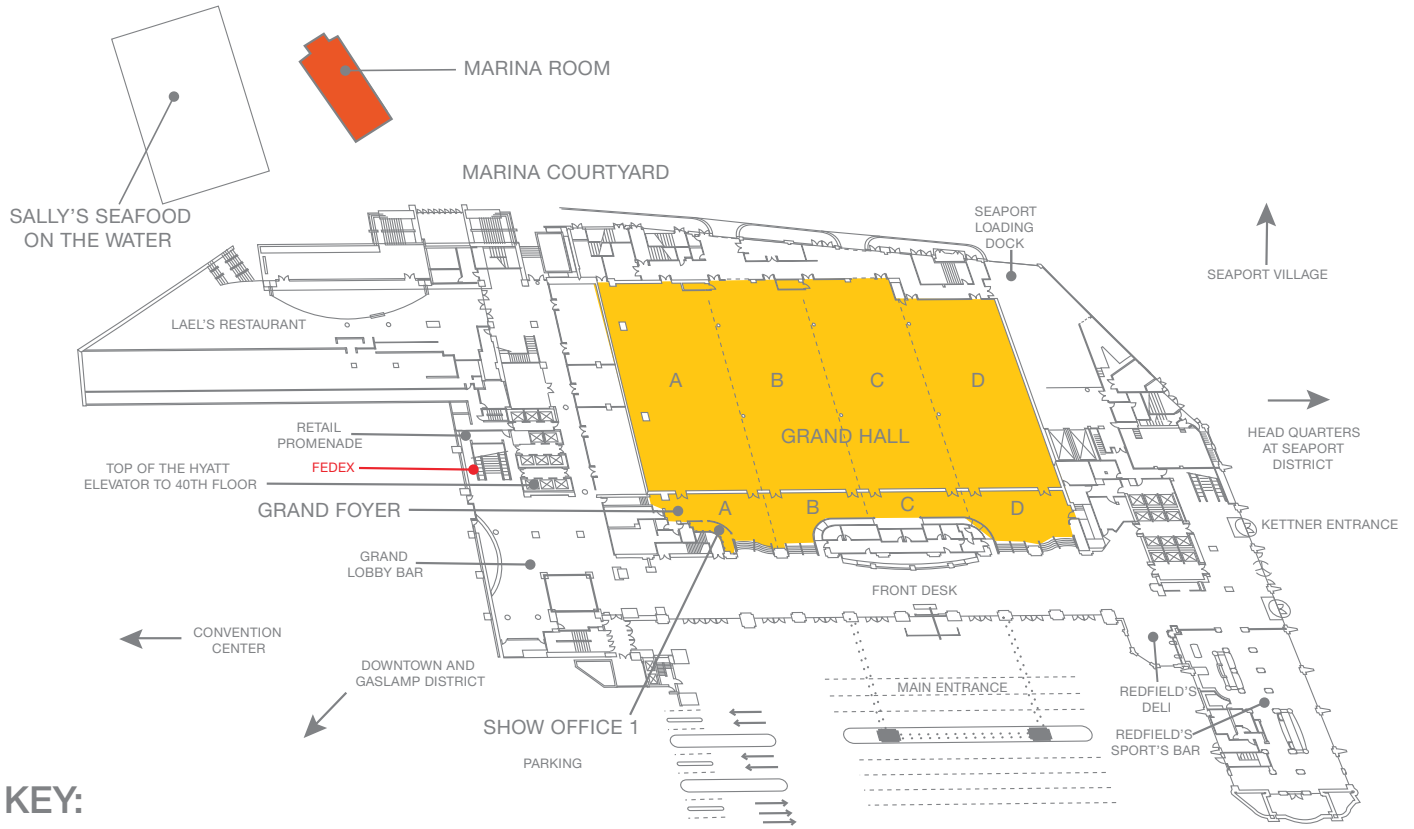 MARINA ROOM
MARINA COURTYARD
SALLY'S SEAFOOD
ON THE WATER
SEAPORT
LOADING
DOCK
SEAPORT VILLAGE
LAEL'S RESTAURANT
A
B
C
D
GRAND HALL
RETAIL
PROMENADE
FEDEX
TOP OF THE HYATT
ELEVATOR TO 40TH FLOOR
HEAD QUARTERS
AT SEAPORT
DISTRICT
GRAND FOYER
A
B
C
D
KETTNER ENTRANCE
GRAND
LOBBY BAR
FRONT DESK
CONVENTION
CENTER
DOWNTOWN AND
GASLAMP DISTRICT
MAIN ENTRANCE
REDFIELD'S
DELI
SHOW OFFICE 1
REDFIELD'S
SPORT'S BAR
PARKING
KEY: